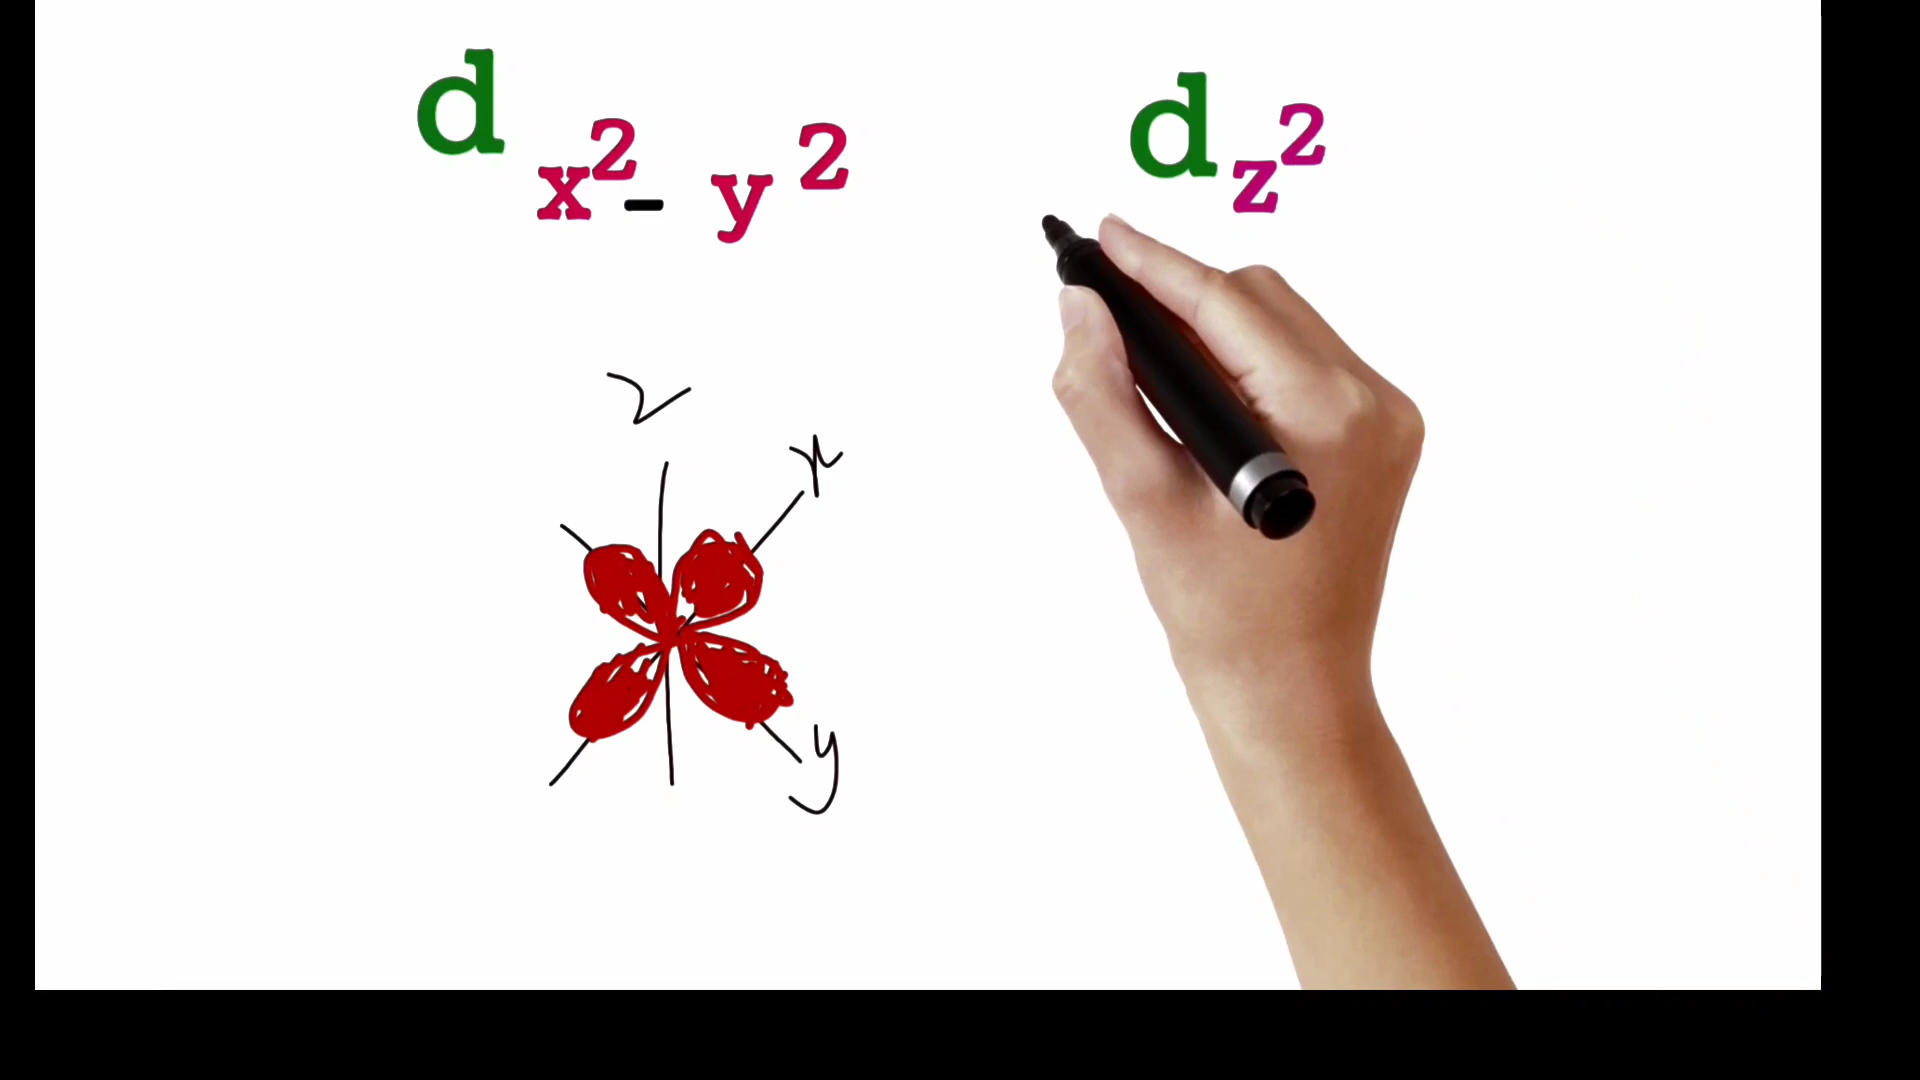 d x²- y²
d z²
z
x
y